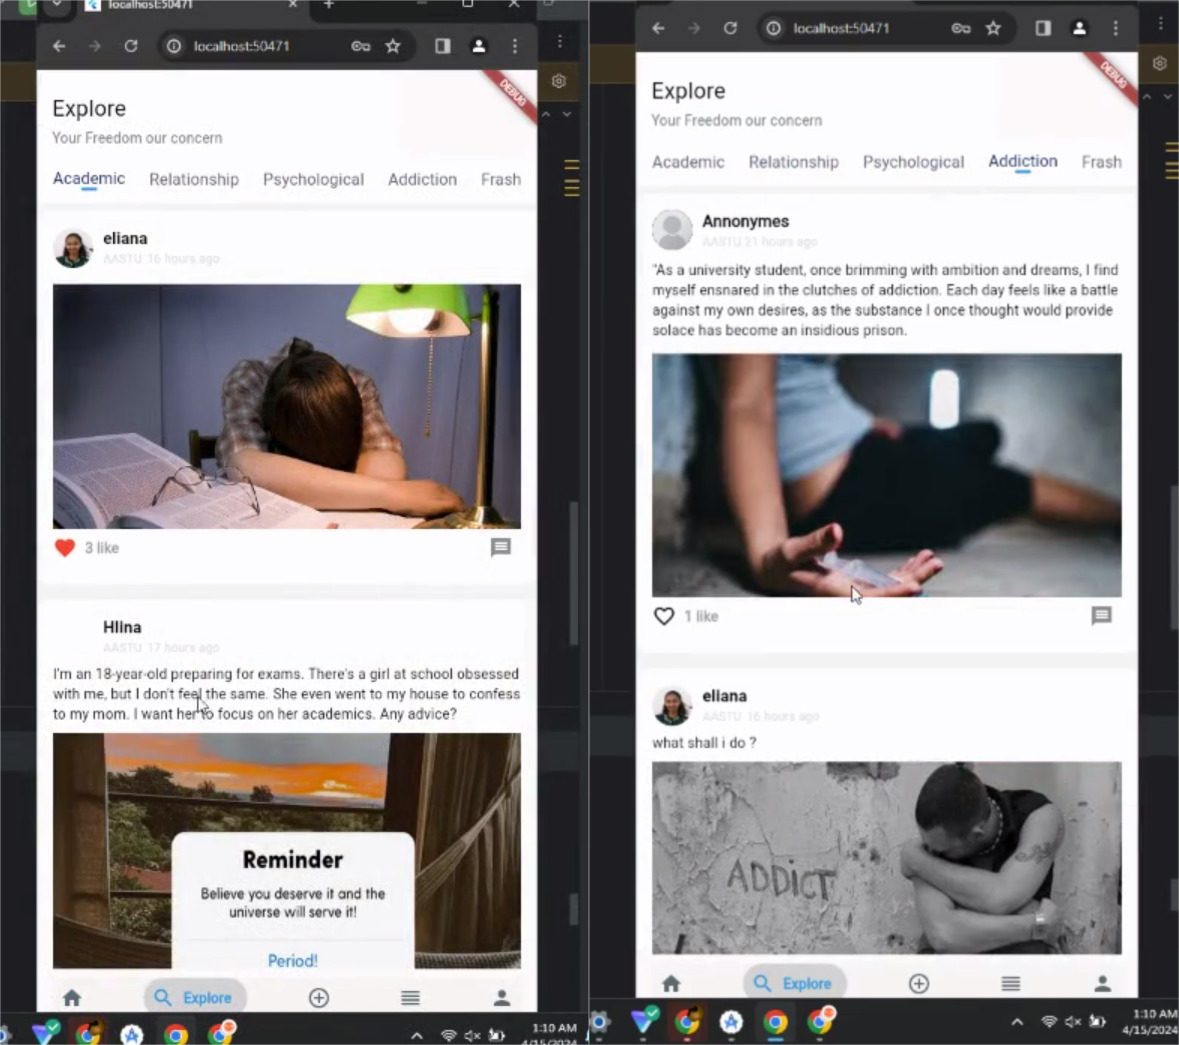 localhost:50471
localhost:50471
DEBUG
Explore
Your Freedom our concern
Academic Relationship Psychological Addiction Frash
eliana
AASTU 16 hours ago
3 like
Hlina
AASTU 17 hours ago
I'm an 18-year-old preparing for exams. There's a girl at school obsessed
with me, but I don't feel the same. She even went to my house to confess
to my mom. I want her to focus on her academics. Any advice?
Reminder
Believe you deserve it and the
universe will serve it!
Period!
Explore
1:10 AM
4/15/2024
localhost:50471
DEBUG
Explore
Your Freedom our concern
Academic Relationship Psychological Addiction Frash
Annonymes
AASTU 21 hours ago
"As a university student, once brimming with ambition and dreams, I find
myself ensnared in the clutches of addiction. Each day feels like a battle
against my own desires, as the substance I once thought would provide
solace has become an insidious prison.
1 like
eliana
AASTU 16 hours ago
what shall i do ?
ADDICT
Explore
1:10 AM
4/15/2024